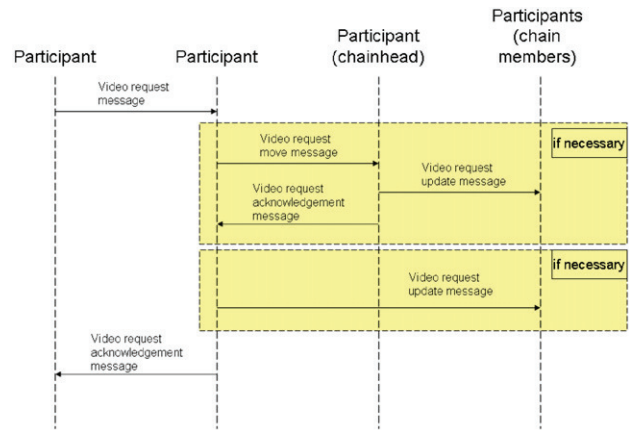 Participant
Participant
Participant
(chainhead)
Participants
(chain
members)
Video request
message
if necessary
Video request
move message
Video request
update message
Video request
acknowledgement
message
if necessary
Video request
update message
Video request
acknowledgement
message